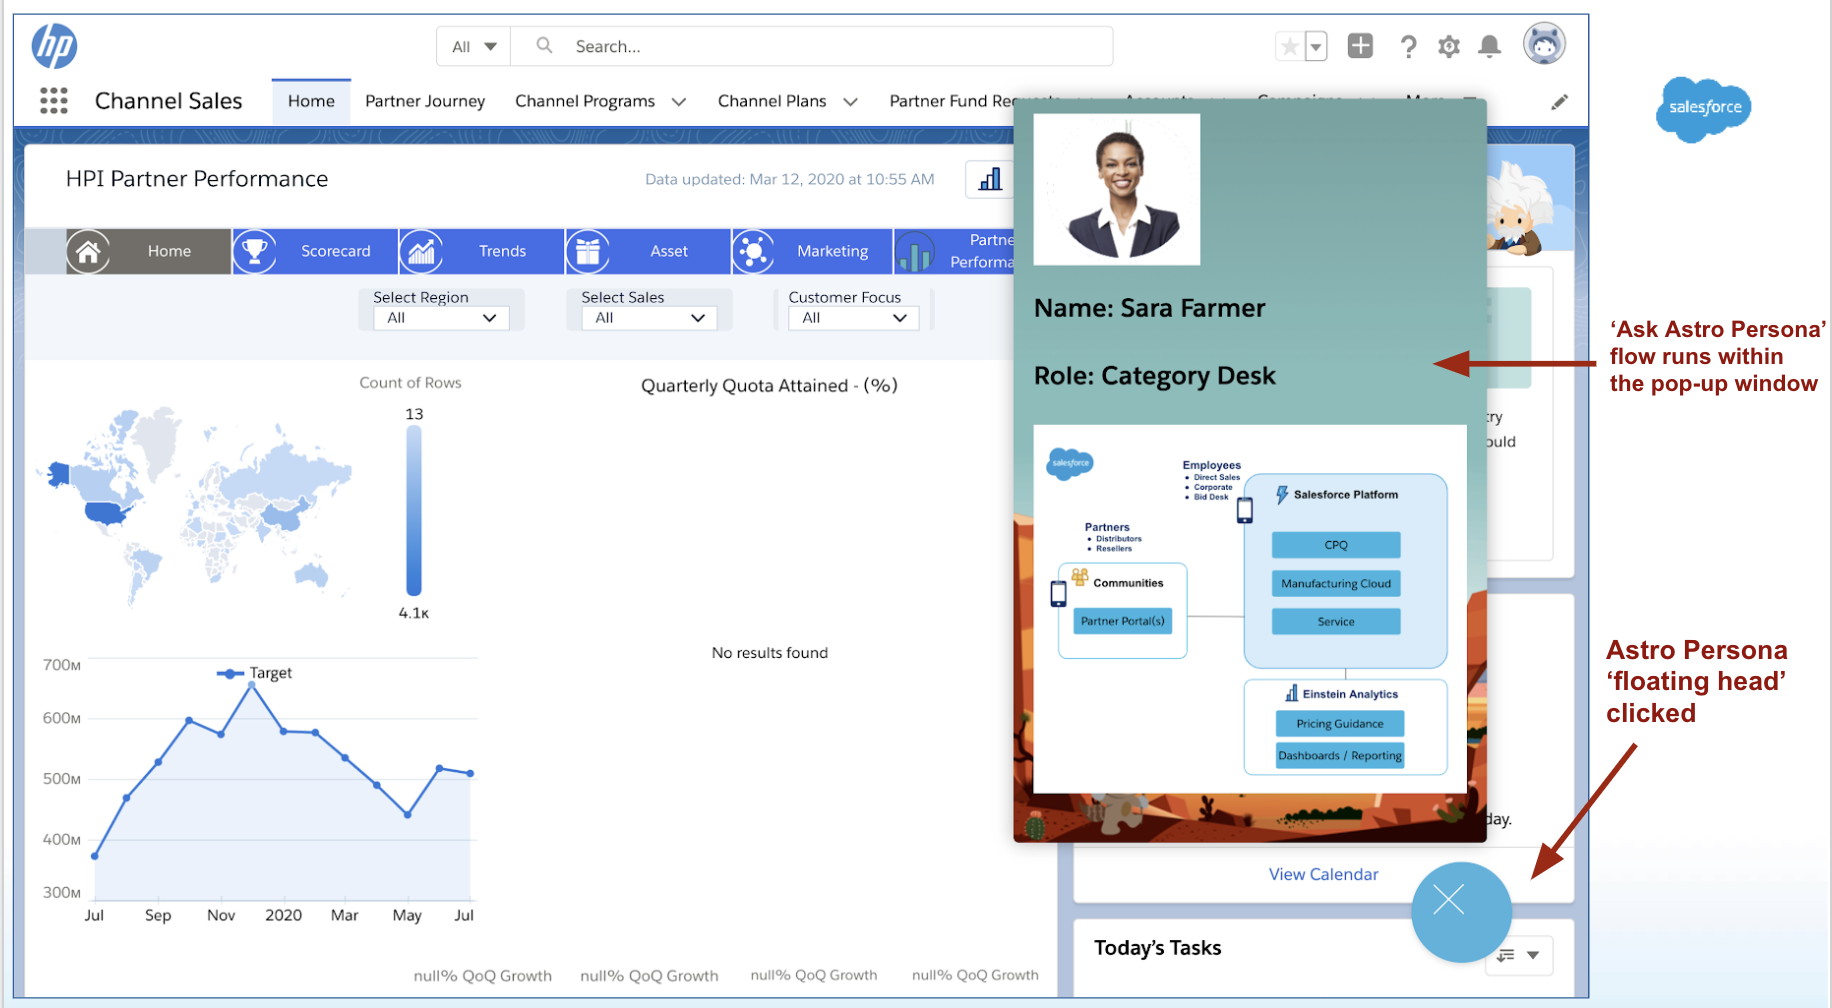 hp
All
Search...
salesforce
Channel Sales
Home
Partner Journey
Channel Programs
Channel Plans
Partner Fund Requests
Accounts
Campaigns
More
HPI Partner Performance
Data updated: Mar 12, 2020 at 10:55 AM
Home
Scorecard
Trends
Asset
Marketing
Partne
Performa
Select Region
All
Select Sales
All
Customer Focus
All
Count of Rows
13
4.1K
Quarterly Quota Attained - (%)
No results found
700M
600M
500M
400M
300M
Target
Jul
Sep
Nov
2020
Mar
May
Jul
null% QoQ Growth
null% QoQ Growth
null% QoQ Growth
null% QoQ Growth
Name: Sara Farmer
Role: Category Desk
salesforce
Employees
• Direct Sales
• Corporate
• Bid Desk
Salesforce Platform
CPQ
Manufacturing Cloud
Service
Partners
• Distributors
• Resellers
Communities
Partner Portal(s)
Einstein Analytics
Pricing Guidance
Dashboards / Reporting
try
ould
day.
View Calendar
Today's Tasks
‘Ask Astro Persona’
flow runs within
the pop-up window
Astro Persona
‘floating head’
clicked